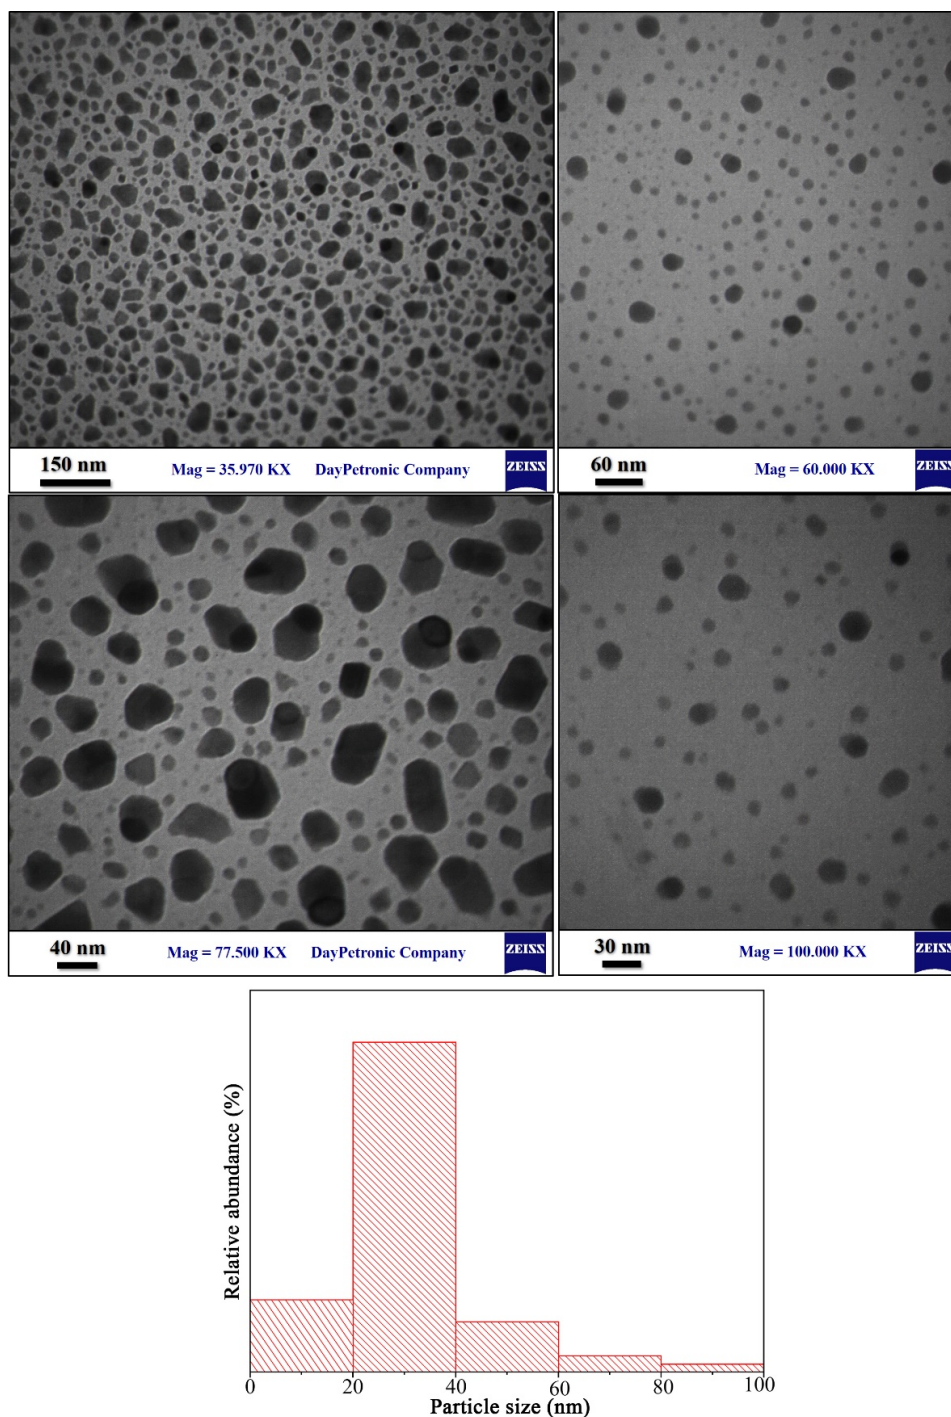 150 nm
Mag = 35.970 KX DayPetronic Company
ZEISS
60 nm
Mag = 60.000 KX
ZEISS
40 nm
Mag = 77.500 KX DayPetronic Company
ZEISS
30 nm
Mag = 100.000 KX
ZEISS
Relative abundance (%)
0 20 40 60 80 100
Particle size (nm)